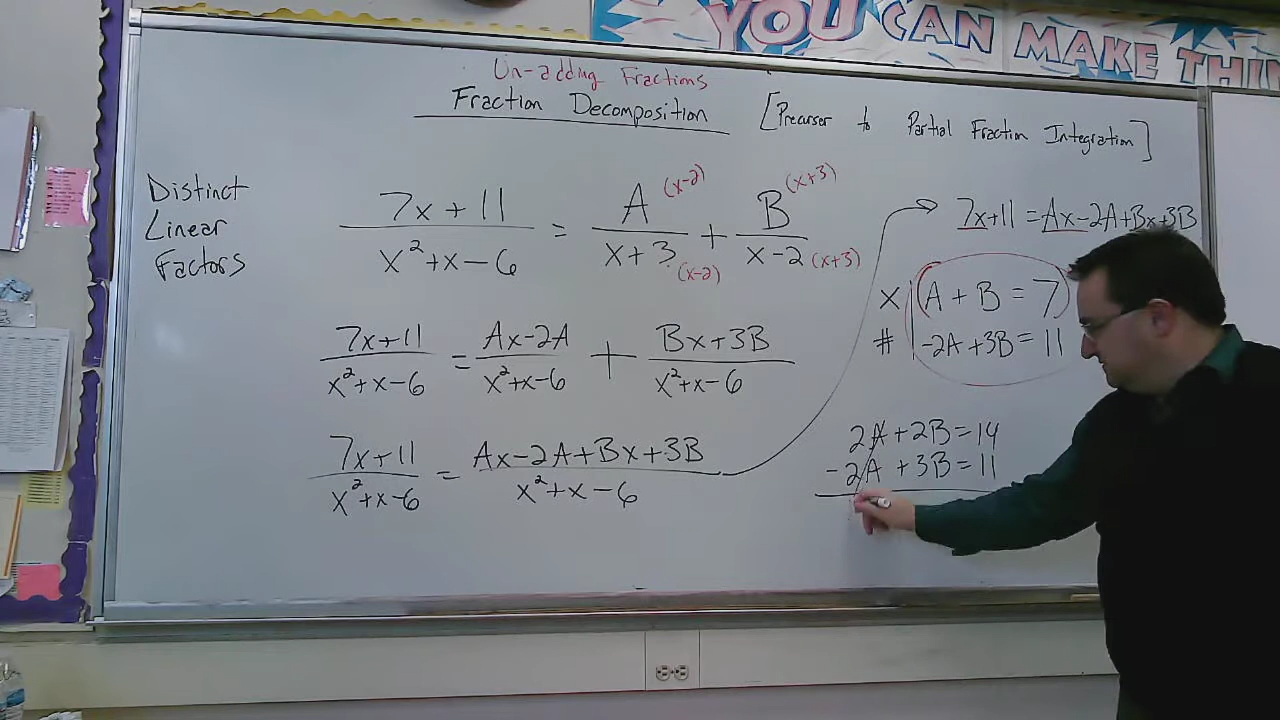 YOU CAN MAKE THIN
Un-adding Fractions
Fraction Decomposition [Precursor to Partial Fraction Integration]
Distinct
Linear
Factors
7x+11 / x²+x-6 = A (x-2) / x+3 (x-2) + B (x+3) / x-2 (x+3)
7x+11 / x²+x-6 = Ax-2A / x²+x-6 + Bx+3B / x²+x-6
7x+11 / x²+x-6 = Ax-2A+Bx+3B / x²+x-6
7x+11 = Ax-2A+Bx+3B
x | (A + B = 7)
# | -2A+3B = 11
2A+2B=14
-2A+3B=11